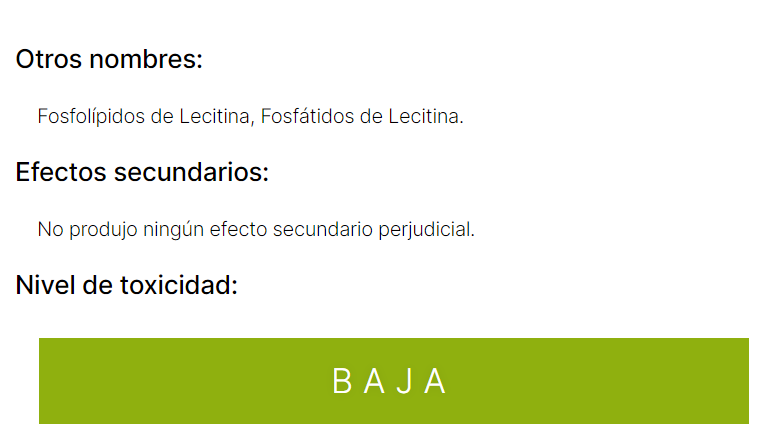 Otros nombres:
Fosfolípidos de Lecitina, Fosfátidos de Lecitina.
Efectos secundarios:
No produjo ningún efecto secundario perjudicial.
Nivel de toxicidad:
BAJA